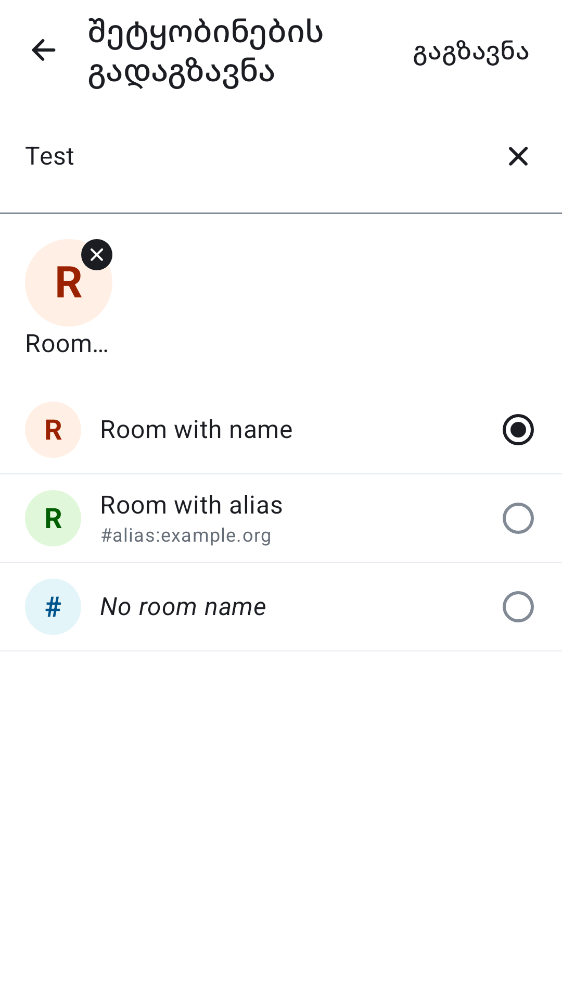 შეტყობინების
გადაგზავნა
გაგზავნა
Test
R
Room…
R
Room with name
R
Room with alias
#alias:example.org
#
No room name